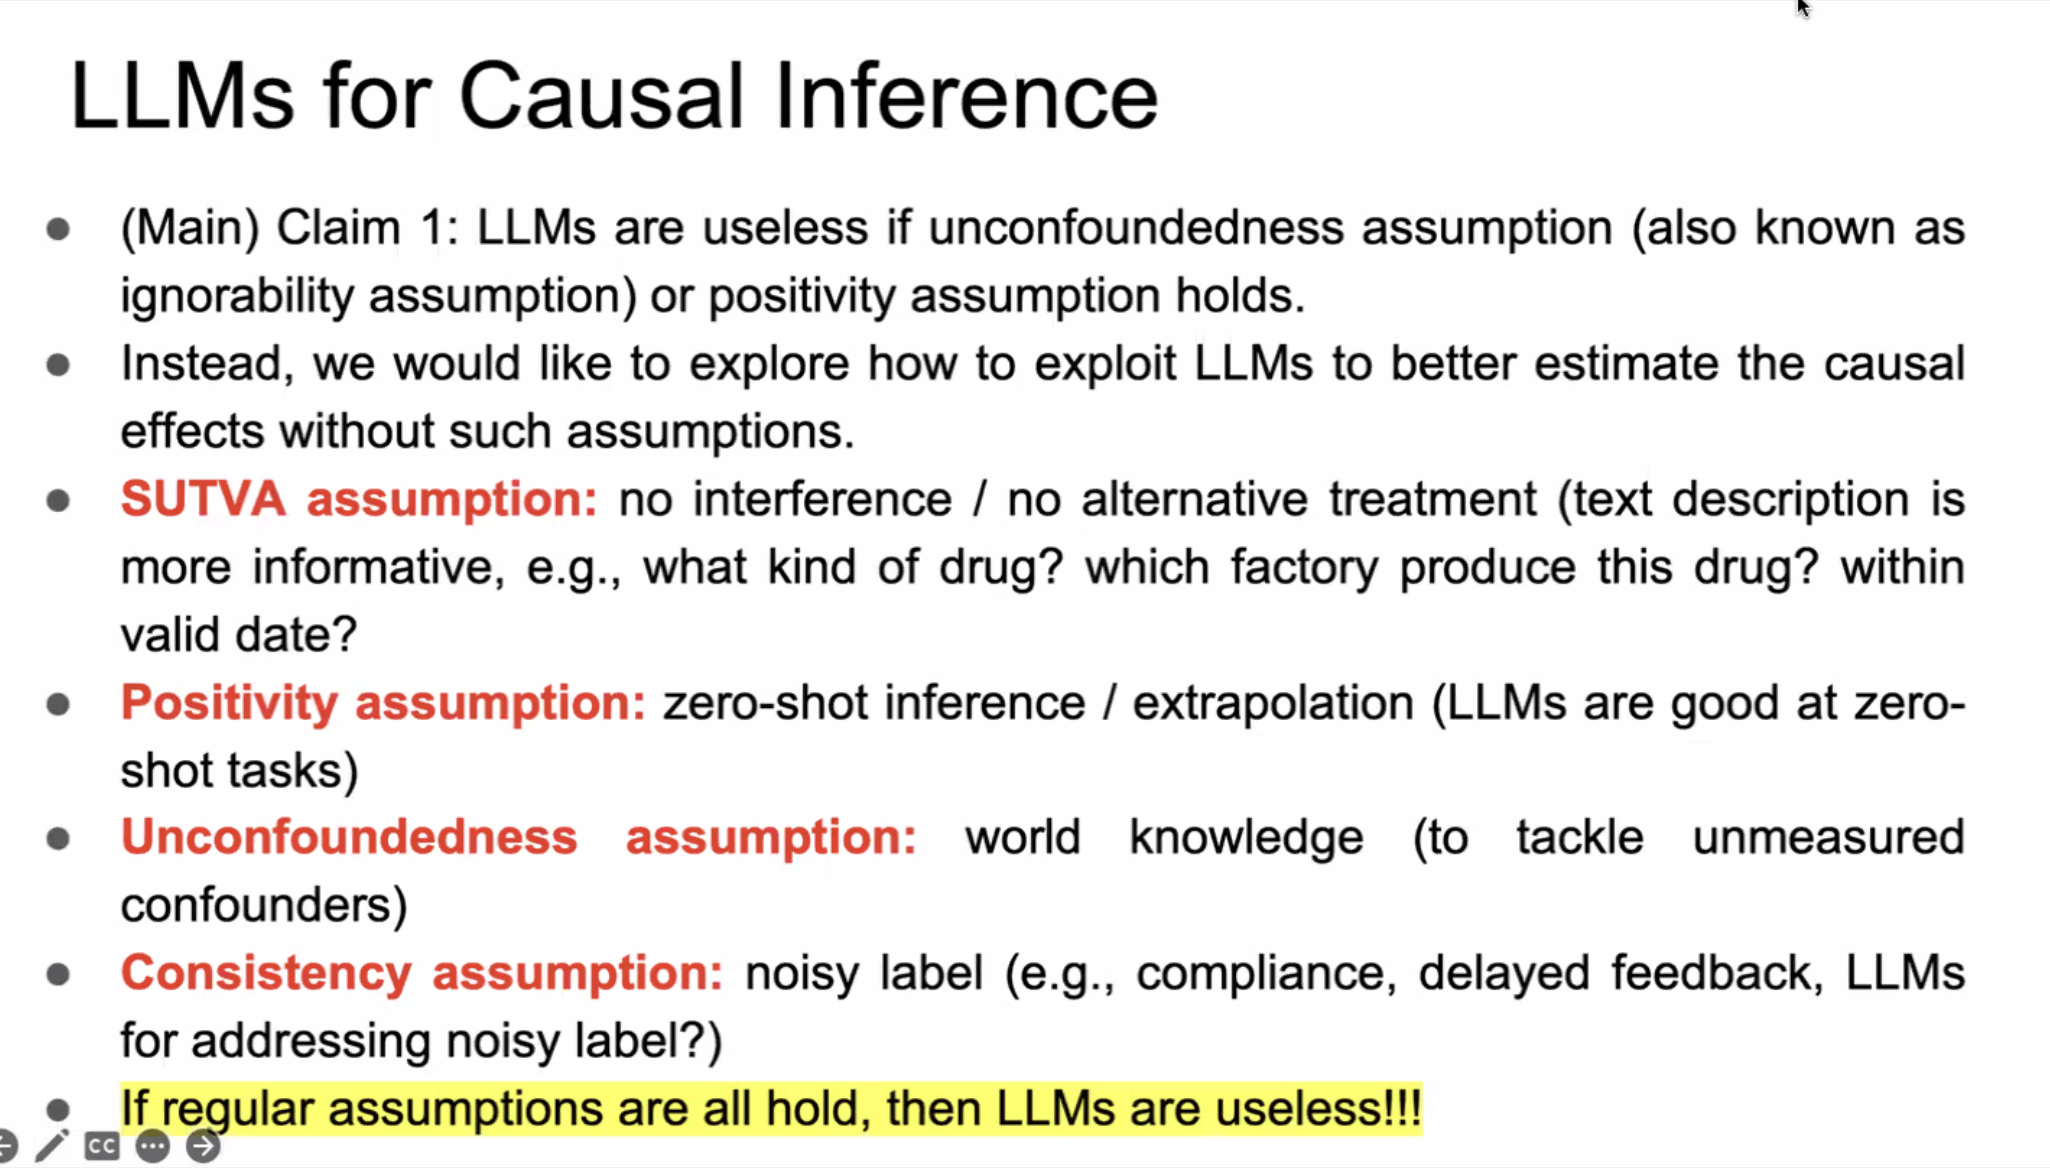 LLMs for Causal Inference
(Main) Claim 1: LLMs are useless if unconfoundedness assumption (also known as
ignorability assumption) or positivity assumption holds.
Instead, we would like to explore how to exploit LLMs to better estimate the causal
effects without such assumptions.
SUTVA assumption: no interference / no alternative treatment (text description is
more informative, e.g., what kind of drug? which factory produce this drug? within
valid date?
Positivity assumption: zero-shot inference / extrapolation (LLMs are good at zero-
shot tasks)
Unconfoundedness assumption: world knowledge (to tackle unmeasured
confounders)
Consistency assumption: noisy label (e.g., compliance, delayed feedback, LLMs
for addressing noisy label?)
If regular assumptions are all hold, then LLMs are useless!!!
CC